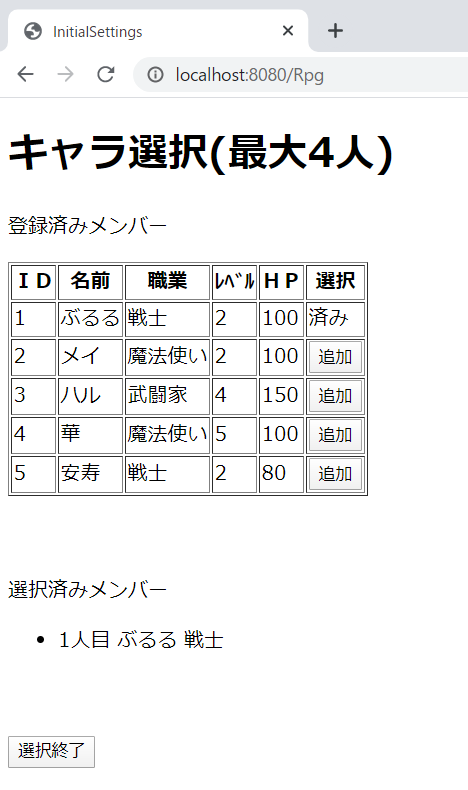 InitialSettings
localhost:8080/Rpg
キャラ選択(最大4人)
登録済みメンバー
ＩＤ 名前 職業 ﾚﾍﾞﾙ ＨＰ 選択
1 ぶるる 戦士 2 100 済み
2 メイ 魔法使い 2 100 追加
3 ハル 武闘家 4 150 追加
4 華 魔法使い 5 100 追加
5 安寿 戦士 2 80 追加
選択済みメンバー
1人目 ぶるる 戦士
選択終了